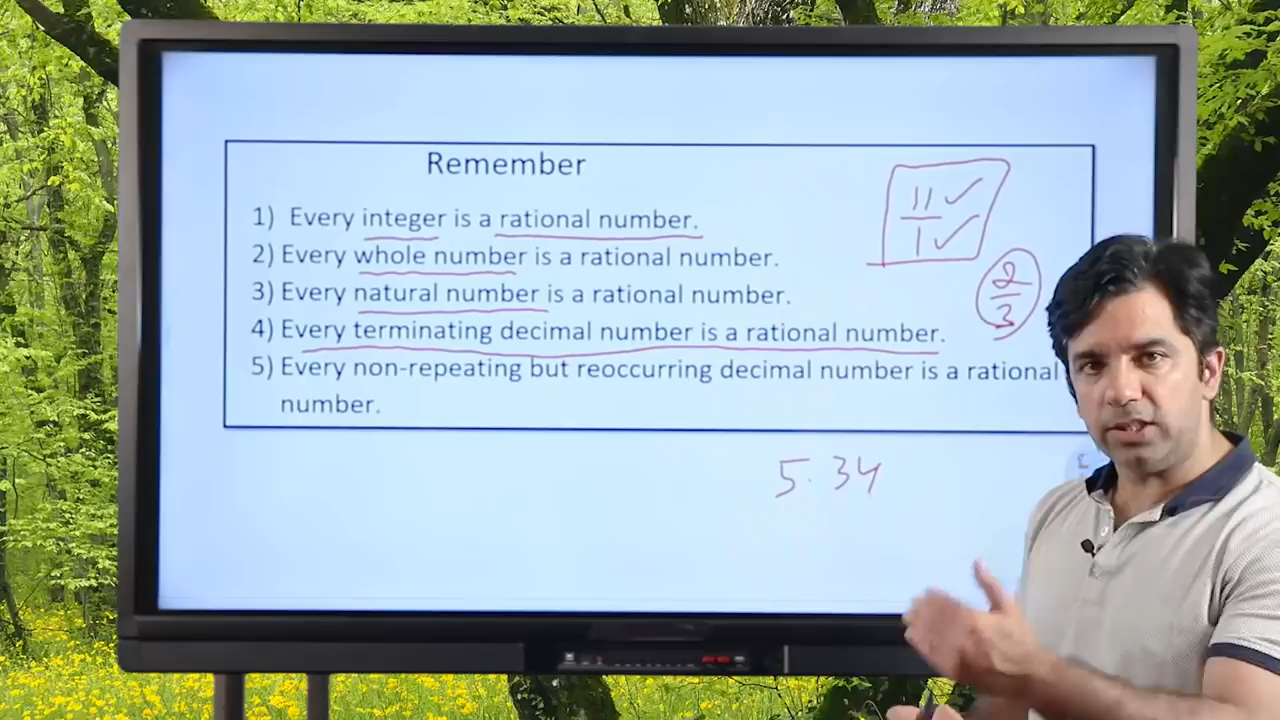 Remember
1) Every integer is a rational number.
2) Every whole number is a rational number.
3) Every natural number is a rational number.
4) Every terminating decimal number is a rational number.
5) Every non-repeating but reoccurring decimal number is a rational
number.
11 ✓
1 ✓
2
3
5.34